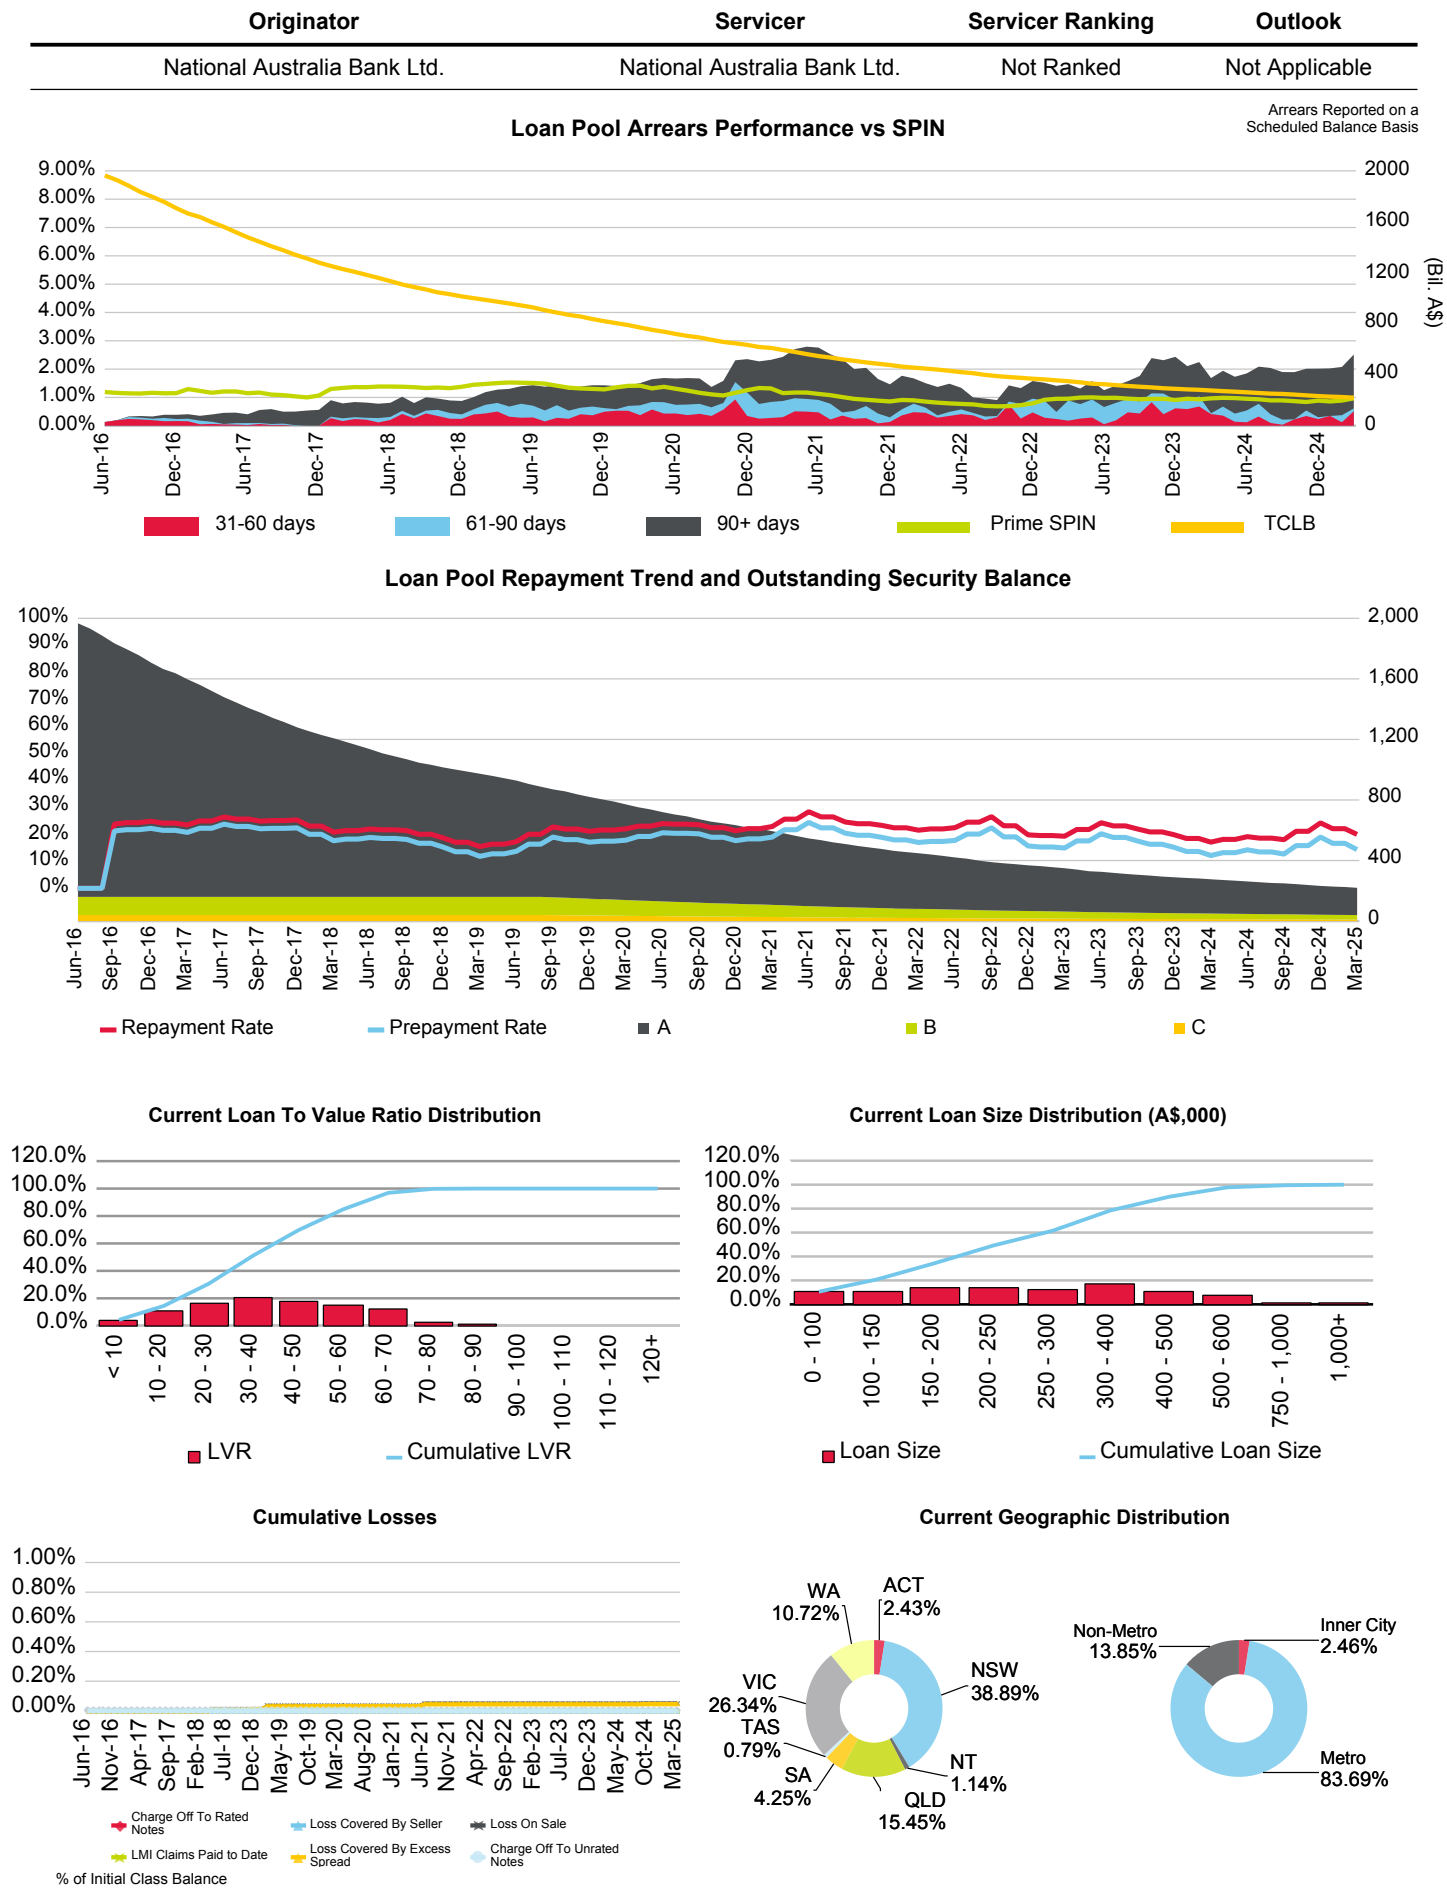 Originator Servicer Servicer Ranking Outlook
National Australia Bank Ltd. National Australia Bank Ltd. Not Ranked Not Applicable
Arrears Reported on a
Scheduled Balance Basis
Loan Pool Arrears Performance vs SPIN
9.00% 2000
8.00%
7.00% 1600
6.00%
5.00% 1200
4.00%
3.00% 800
2.00% 400
1.00%
0.00% 0
(Bil. A$)
Jun-16 Dec-16 Jun-17 Dec-17 Jun-18 Dec-18 Jun-19 Dec-19 Jun-20 Dec-20 Jun-21 Dec-21 Jun-22 Dec-22 Jun-23 Dec-23 Jun-24 Dec-24
31-60 days 61-90 days 90+ days Prime SPIN TCLB
Loan Pool Repayment Trend and Outstanding Security Balance
100% 2,000
90%
80% 1,600
70%
60% 1,200
50%
40%
30% 800
20%
10% 400
0%
0
Jun-16 Sep-16 Dec-16 Mar-17 Jun-17 Sep-17 Dec-17 Mar-18 Jun-18 Sep-18 Dec-18 Mar-19 Jun-19 Sep-19 Dec-19 Mar-20 Jun-20 Sep-20 Dec-20 Mar-21 Jun-21 Sep-21 Dec-21 Mar-22 Jun-22 Sep-22 Dec-22 Mar-23 Jun-23 Sep-23 Dec-23 Mar-24 Jun-24 Sep-24 Dec-24 Mar-25
Repayment Rate Prepayment Rate A B C
Current Loan To Value Ratio Distribution
120.0%
100.0%
80.0%
60.0%
40.0%
20.0%
0.0%
< 10 10 - 20 20 - 30 30 - 40 40 - 50 50 - 60 60 - 70 70 - 80 80 - 90 90 - 100 100 - 110 110 - 120 120+
LVR Cumulative LVR
Current Loan Size Distribution (A$,000)
120.0%
100.0%
80.0%
60.0%
40.0%
20.0%
0.0%
0 - 100 100 - 150 150 - 200 200 - 250 250 - 300 300 - 400 400 - 500 500 - 600 750 - 1,000 1,000+
Loan Size Cumulative Loan Size
Cumulative Losses
1.00%
0.80%
0.60%
0.40%
0.20%
0.00%
Jun-16 Nov-16 Apr-17 Sep-17 Feb-18 Jul-18 Dec-18 May-19 Oct-19 Mar-20 Aug-20 Jan-21 Jun-21 Nov-21 Apr-22 Sep-22 Feb-23 Jul-23 Dec-23 May-24 Oct-24 Mar-25
Charge Off To Rated
Notes
Loss Covered By Seller
Loss On Sale
LMI Claims Paid to Date
Loss Covered By Excess
Spread
Charge Off To Unrated
Notes
% of Initial Class Balance
Current Geographic Distribution
WA
10.72%
ACT
2.43%
NSW
38.89%
VIC
26.34%
TAS
0.79%
SA
4.25%
QLD
15.45%
NT
1.14%
Non-Metro
13.85%
Inner City
2.46%
Metro
83.69%